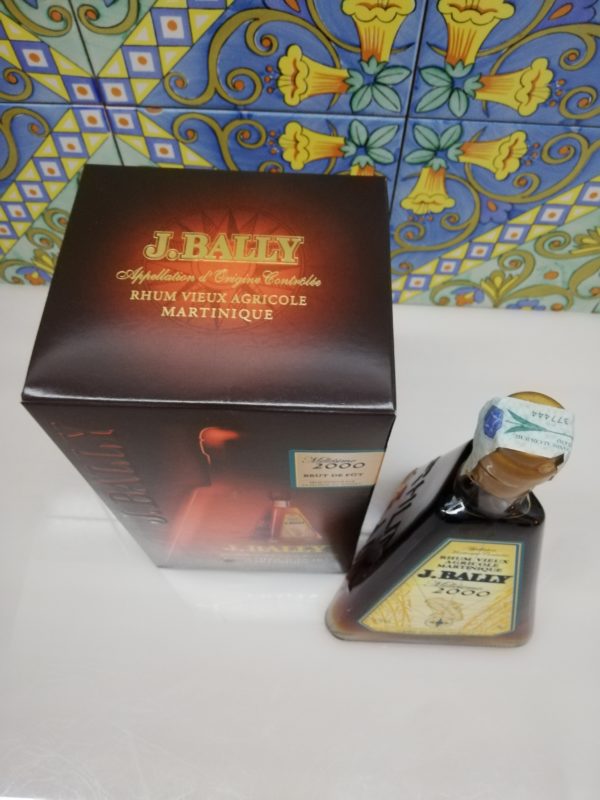 J.BALLY
Appellation d'Origine Contrôlée
RHUM VIEUX AGRICOLE
MARTINIQUE
J.BALLY
Millésime
2000
BRUT DE FÛT
J.BALLY
377444
RHUM VIEUX
AGRICOLE
MARTINIQUE
J.BALLY
Millésime
2000